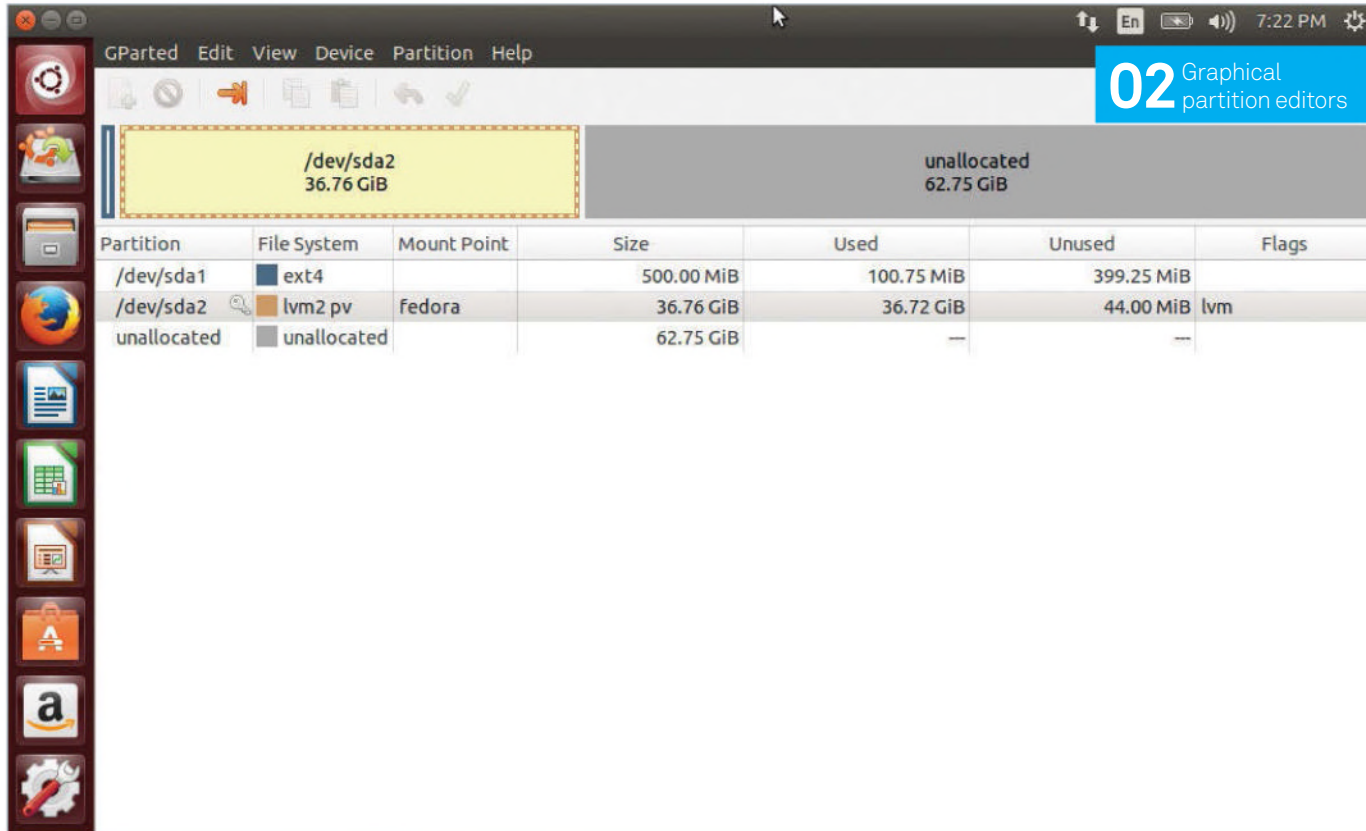 En 7:22 PM
GParted Edit View Device Partition Help
02 Graphical
partition editors
/dev/sda2
36.76 GiB
unallocated
62.75 GiB
Partition File System Mount Point Size Used Unused Flags
/dev/sda1 ext4 500.00 MiB 100.75 MiB 399.25 MiB
/dev/sda2 lvm2 pv fedora 36.76 GiB 36.72 GiB 44.00 MiB lvm
unallocated unallocated 62.75 GiB — —
A
a